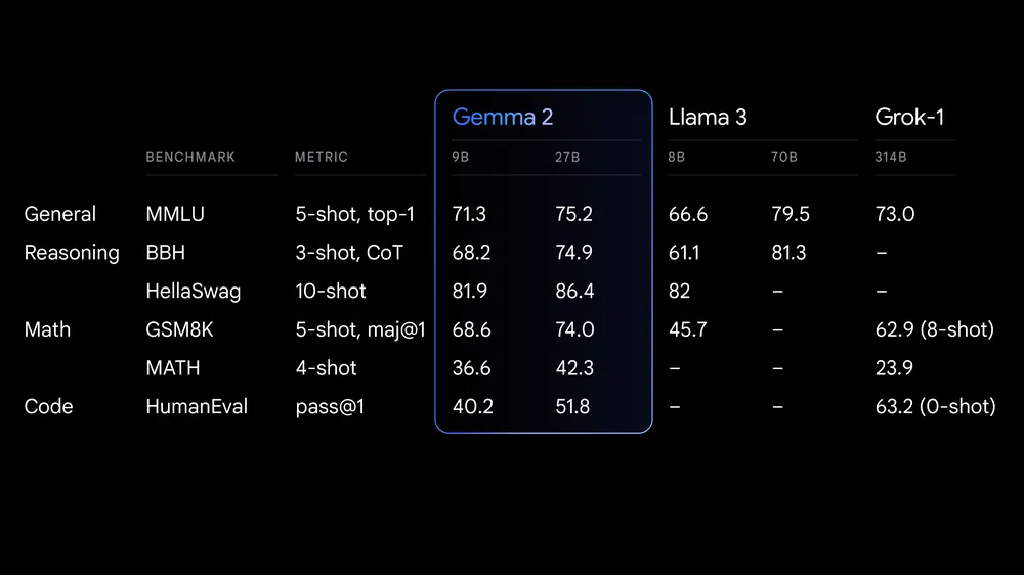 Gemma 2 Llama 3 Grok-1
BENCHMARK METRIC 9B 27B 8B 70B 314B
General MMLU 5-shot, top-1 71.3 75.2 66.6 79.5 73.0
Reasoning BBH 3-shot, CoT 68.2 74.9 61.1 81.3 –
HellaSwag 10-shot 81.9 86.4 82 – –
Math GSM8K 5-shot, maj@1 68.6 74.0 45.7 – 62.9 (8-shot)
MATH 4-shot 36.6 42.3 – – 23.9
Code HumanEval pass@1 40.2 51.8 – – 63.2 (0-shot)